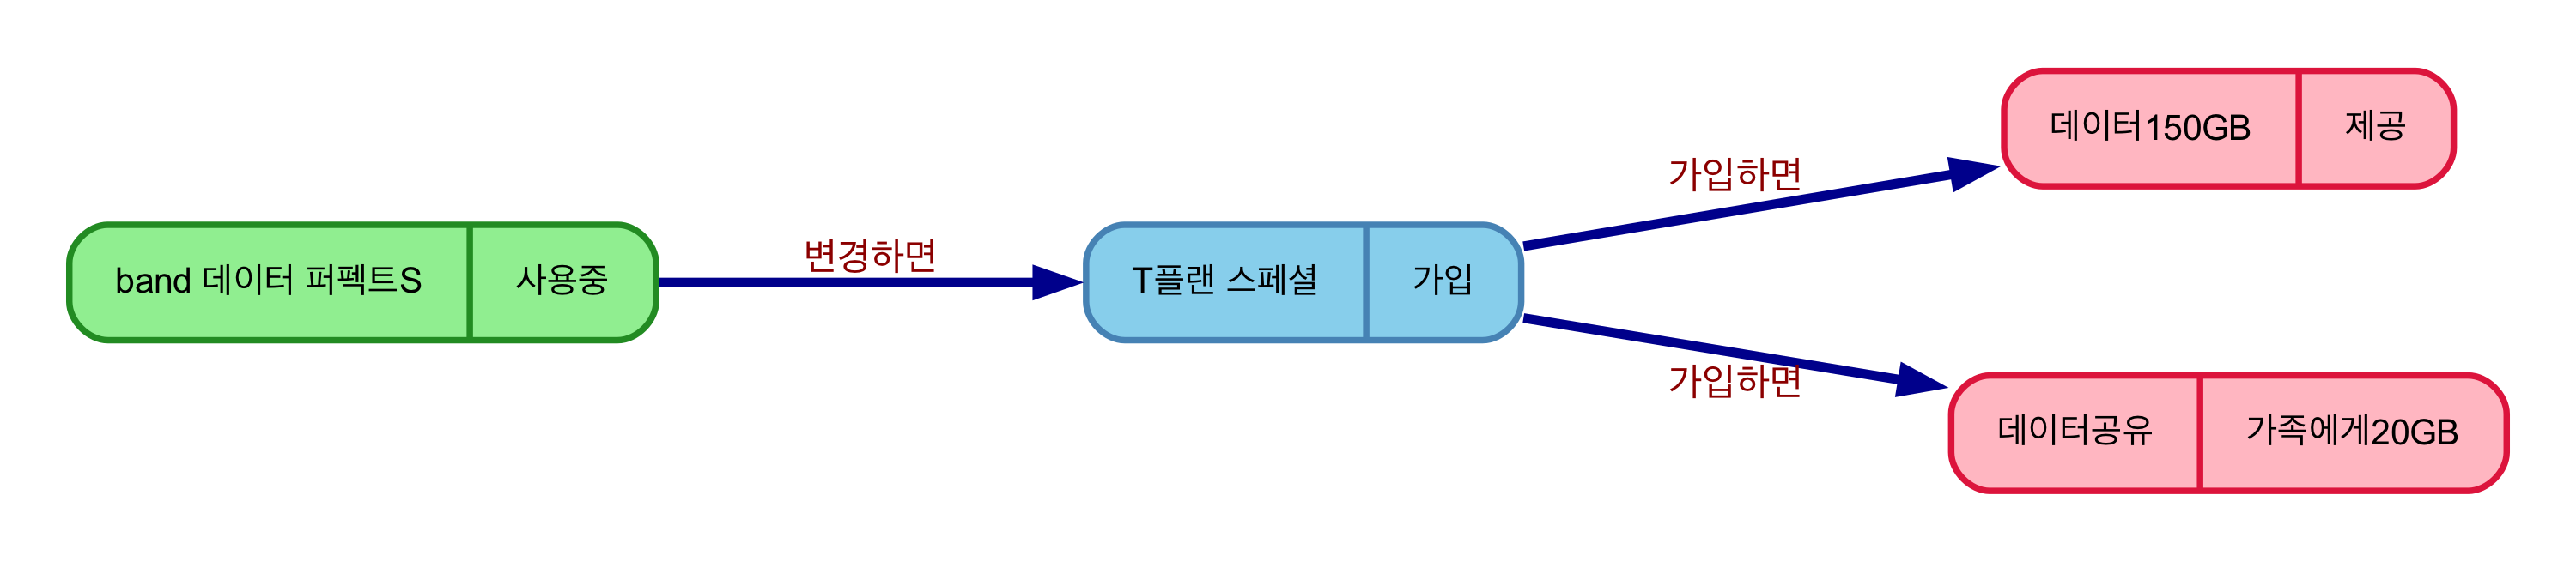 band 데이터 퍼펙트S 사용중
변경하면
T플랜 스페셜 가입
가입하면
데이터150GB 제공
가입하면
데이터공유 가족에게20GB